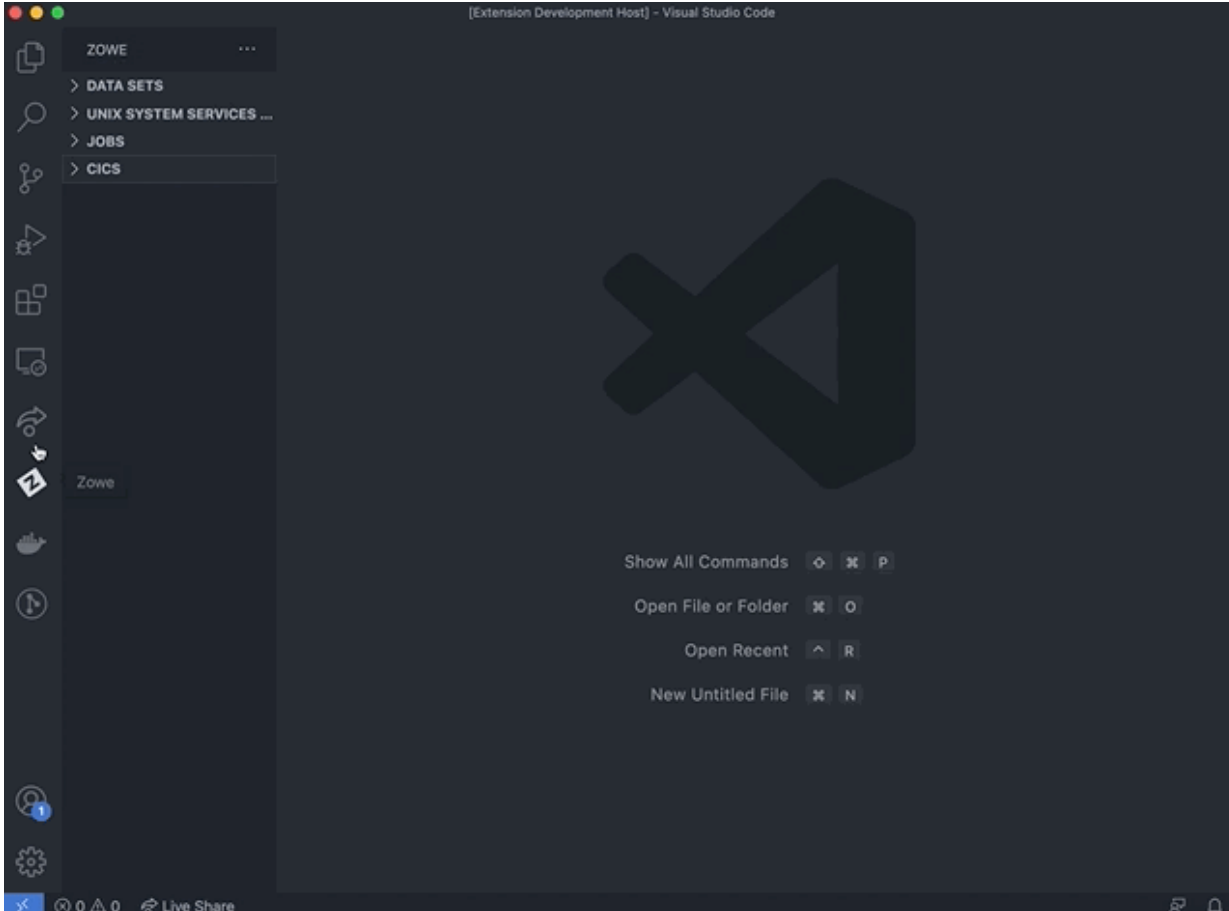 [Extension Development Host] - Visual Studio Code
ZOWE ...
DATA SETS
UNIX SYSTEM SERVICES ...
JOBS
CICS
Zowe
Show All Commands ⇧ ⌘ P
Open File or Folder ⌘ O
Open Recent ^ R
New Untitled File ⌘ N
1
0 0 Live Share